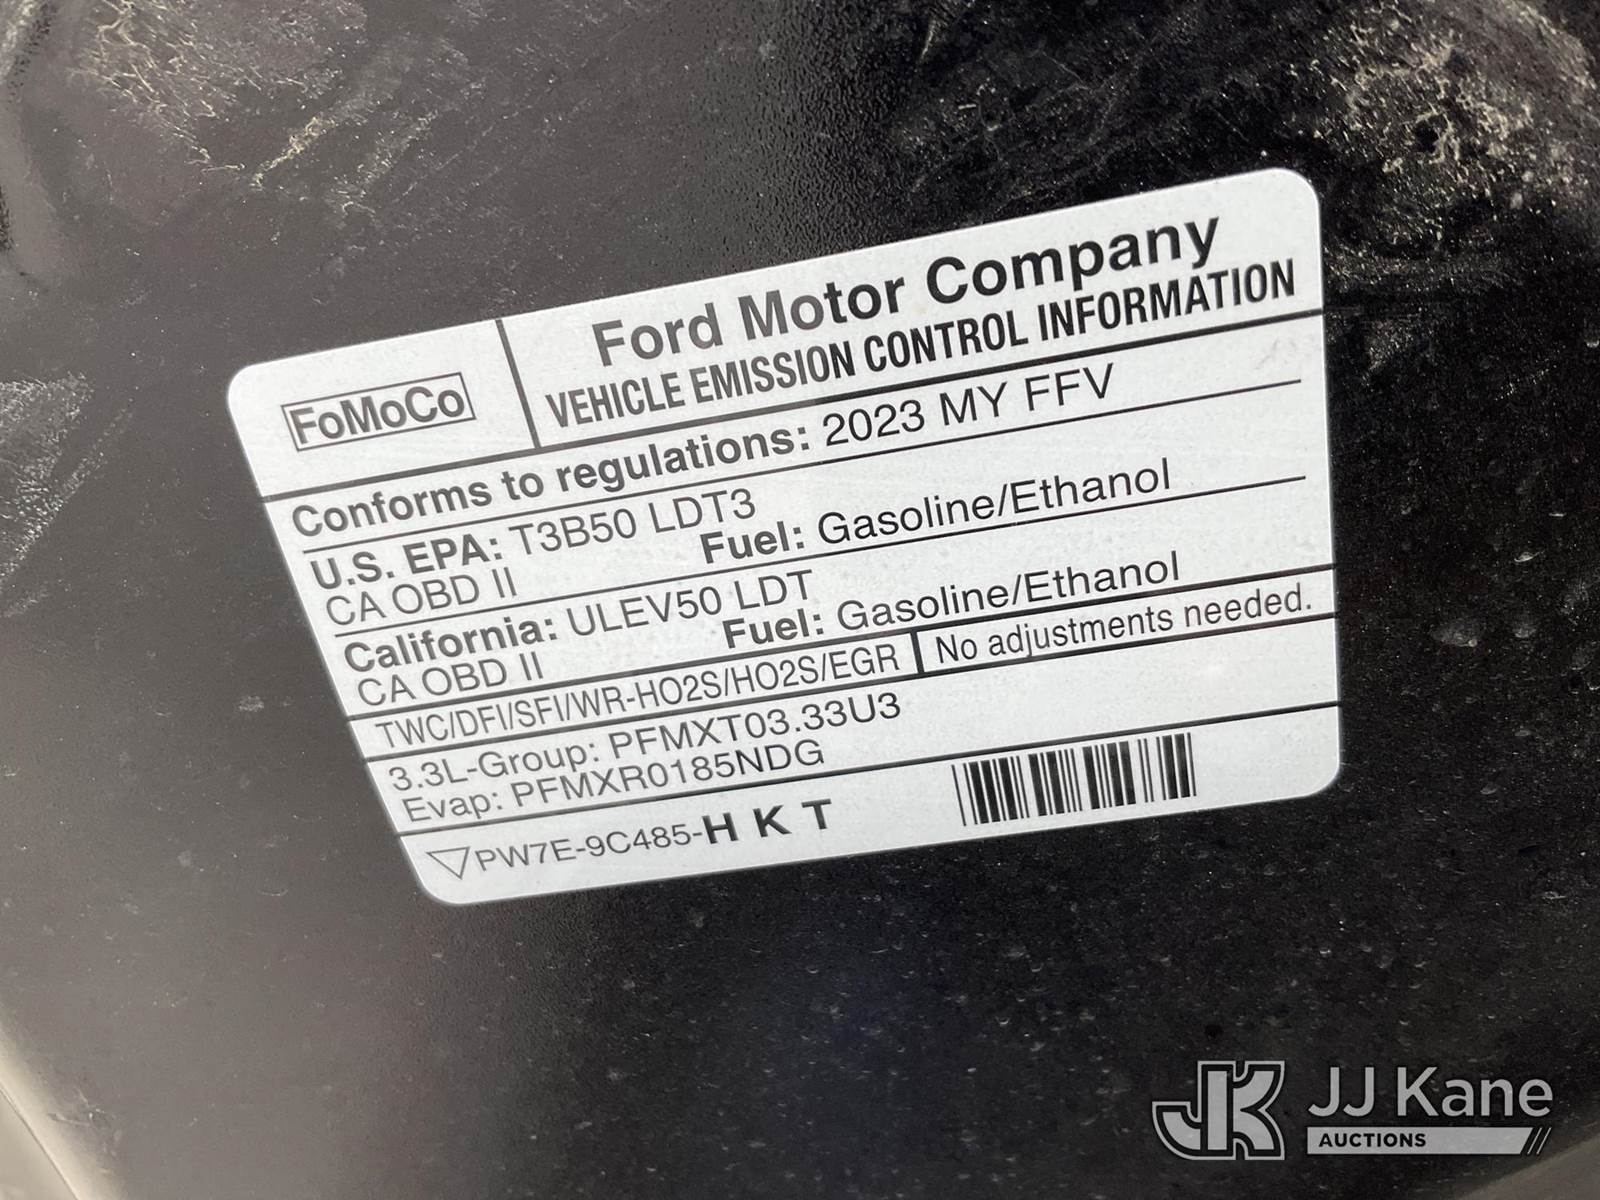 FoMoCo
Ford Motor Company
VEHICLE EMISSION CONTROL INFORMATION
Conforms to regulations: 2023 MY FFV
U.S. EPA: T3B50 LDT3
CA OBD II Fuel: Gasoline/Ethanol
California: ULEV50 LDT
CA OBD II Fuel: Gasoline/Ethanol
TWC/DFI/SFI/WR-HO2S/HO2S/EGR No adjustments needed.
3.3L-Group: PFMXT03.33U3
Evap: PFMXR0185NDG
PW7E-9C485-HKT
JK JJ Kane
AUCTIONS